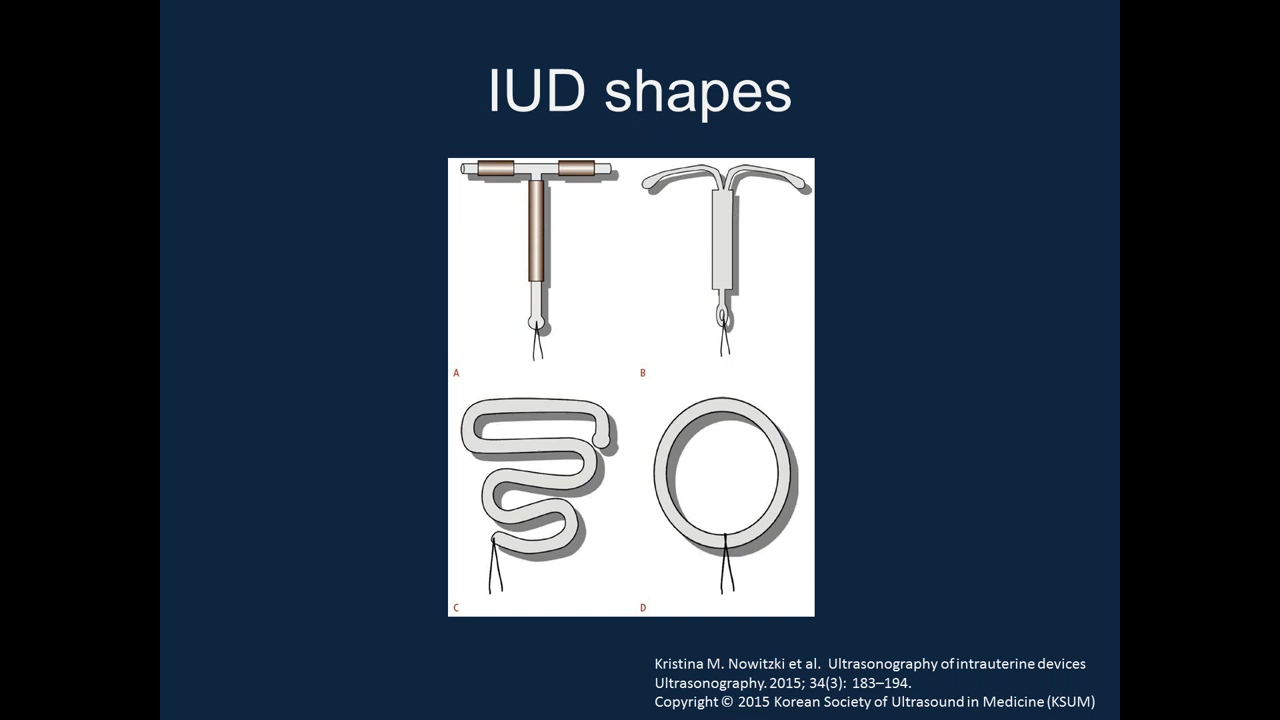 IUD shapes
A
B
C
D
Kristina M. Nowitzki et al.  Ultrasonography of intrauterine devices
Ultrasonography. 2015; 34(3):  183–194.
Copyright © 2015 Korean Society of Ultrasound in Medicine (KSUM)